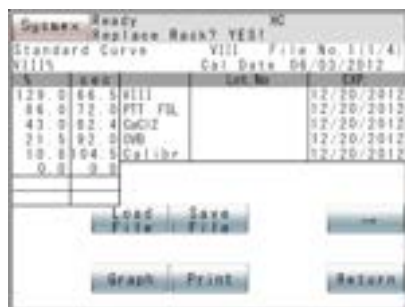 Sysmex Ready HC
Replace Rack? YES!
Standard Curve VIII File No.1(1/4)
VIII% Cal Date 06/03/2012
% sec Lot.No EXP
129.0 66.5 VIII 12/20/2012
86.0 72.0 PTT FSL 12/20/2012
43.0 82.4 CaCl2 12/20/2012
21.5 92.0 OVB 12/20/2012
10.8 104.5 Calibr 12/20/2012
0.0 0.0
Load File Save File →
Graph Print Return